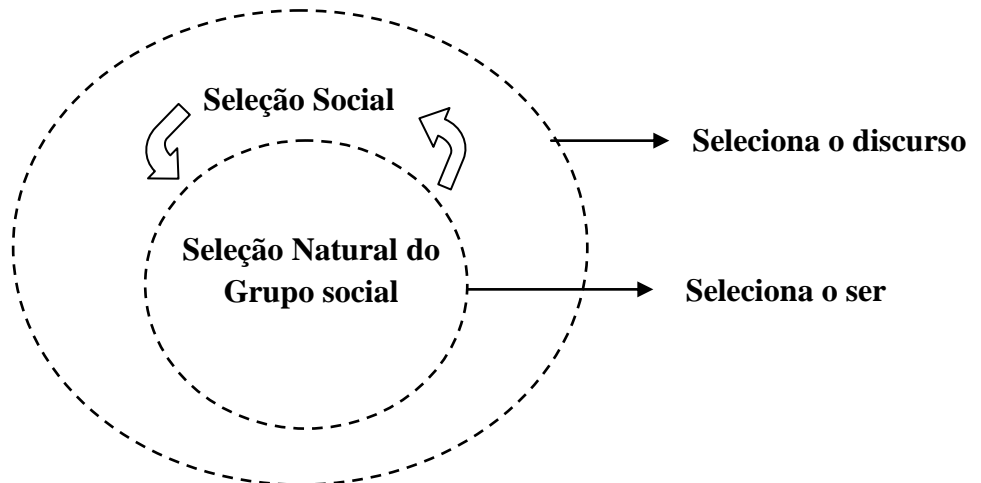 Seleção Social
Seleciona o discurso
Seleção Natural do
Grupo social
Seleciona o ser